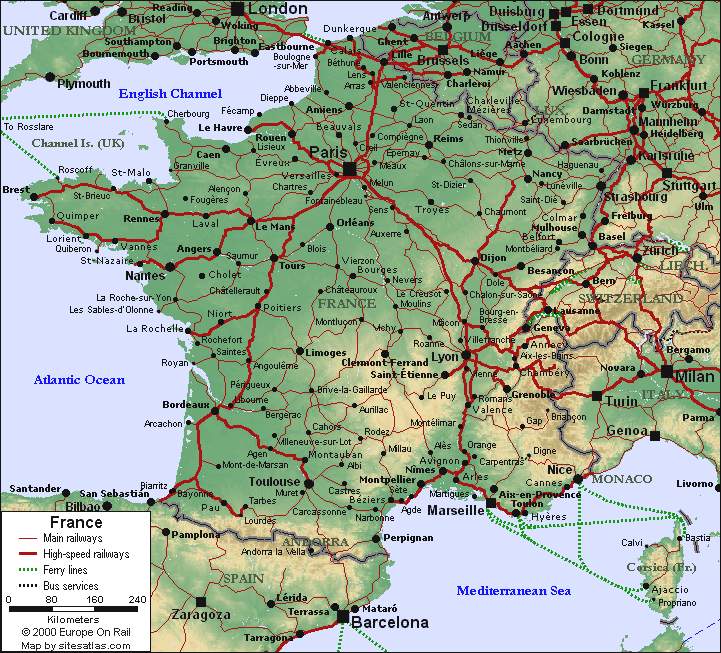 Cardiff
Reading
London
Bristol
Woking
UNITED KINGDOM
Southampton
Brighton
Eastbourne
Bournemouth
Portsmouth
Plymouth
English Channel
To Rosslare
Channel Is. (UK)
Dunkerque
Calais
Boulogne
-sur-Mer
Antwerp
Ghent
BELGIUM
Brussels
Liège
Lille
Béthune
Lens
Arras
Valenciennes
Namur
Charleroi
Duisburg
Dortmund
Düsseldorf
Essen
Kassel
Cologne
Siegen
Aachen
Bonn
GERMANY
Koblenz
Wiesbaden
Frankfurt
Darmstadt
Würzburg
Mannheim
Heidelberg
Saarbrücken
Karlsruhe
Stuttgart
Ulm
LUX.
Luxembourg
Charleville
Mézières
Abbeville
Dieppe
Fécamp
Cherbourg
Le Havre
Amiens
St-Quentin
Laon
Sedan
Rouen
Beauvais
Compiègne
Reims
Thionville
Metz
Caen
Lisieux
Evreux
Creil
Epernay
Meaux
Châlons-sur-Marne
Haguenau
Nancy
Lunéville
Strasbourg
Roscoff
St-Malo
Granville
Paris
Versailles
Melun
St-Dizier
Saint-Dié
Brest
St-Brieuc
Alençon
Fougères
Chartres
Fontainebleau
Sens
Troyes
Chaumont
Colmar
Freiburg
Quimper
Rennes
Laval
Le Mans
Orléans
Auxerre
Mulhouse
Belfort
Basel
Montbéliard
Lorient
Quiberon
Vannes
Angers
Saumur
Blois
Dijon
Besançon
Zürich
LIECH.
St-Nazaire
Nantes
Cholet
Tours
Vierzon
Bourges
Nevers
Dole
Bern
Châtellerault
Châteauroux
Le Creusot
Chalon-sur-Saône
SWITZERLAND
La Roche-sur-Yon
Les Sables-d'Olonne
Niort
Poitiers
FRANCE
Moulins
Bourg-en-
Bresse
Lausanne
La Rochelle
Montluçon
Vichy
Mâcon
Geneva
Rochefort
Roanne
Villefranche
Annecy
Bergamo
Saintes
Limoges
Clermont-Ferrand
Lyon
Aix-les-Bains
Novara
Milan
Royan
Angoulême
Saint-Étienne
Vienne
Chambéry
Atlantic Ocean
Périgueux
Brive-la-Gaillarde
Le Puy
Romans
Grenoble
Turin
ITALY
Bordeaux
Libourne
Aurillac
Valence
Briançon
Parma
Arcachon
Bergerac
Cahors
Rodez
Montélimar
Gap
Genoa
Villeneuve-sur-Lot
Agen
Montauban
Millau
Alès
Orange
Digne
Mont-de-Marsan
Albi
Avignon
Carpentras
Nice
Santander
San Sebastián
Biarritz
Bayonne
Toulouse
Muret
Castres
Montpellier
Nîmes
Arles
Cannes
MONACO
Livorno
Bilbao
Pau
Tarbes
Carcassonne
Béziers
Sète
Martigues
Aix-en-Provence
Lourdes
Narbonne
Agde
Marseille
Toulon
Hyères
Pamplona
ANDORRA
Andorra la Vella
Perpignan
Calvi
Bastia
Corsica (Fr.)
SPAIN
Mediterranean Sea
Ajaccio
Propriano
Zaragoza
Lérida
Terrassa
Mataró
Barcelona
Tarragona
France
Main railways
High-speed railways
Ferry lines
Bus services
0 80 160 240
Kilometers
© 2000 Europe On Rail
Map by sitesatlas.com